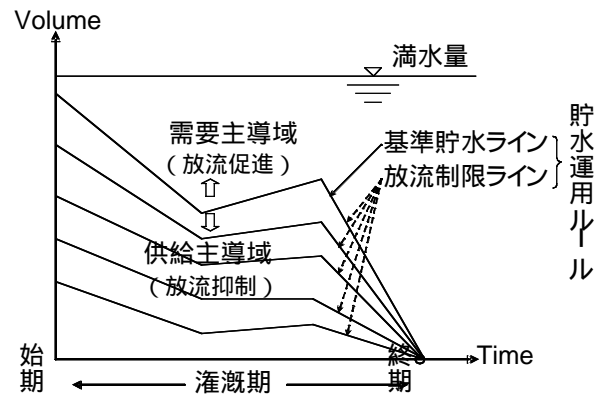 Volume
満水量
需要主導域
（放流促進）
基準貯水ライン
放流制限ライン
貯水運用ルール
供給主導域
（放流抑制）
始期
終期
Time
灌漑期